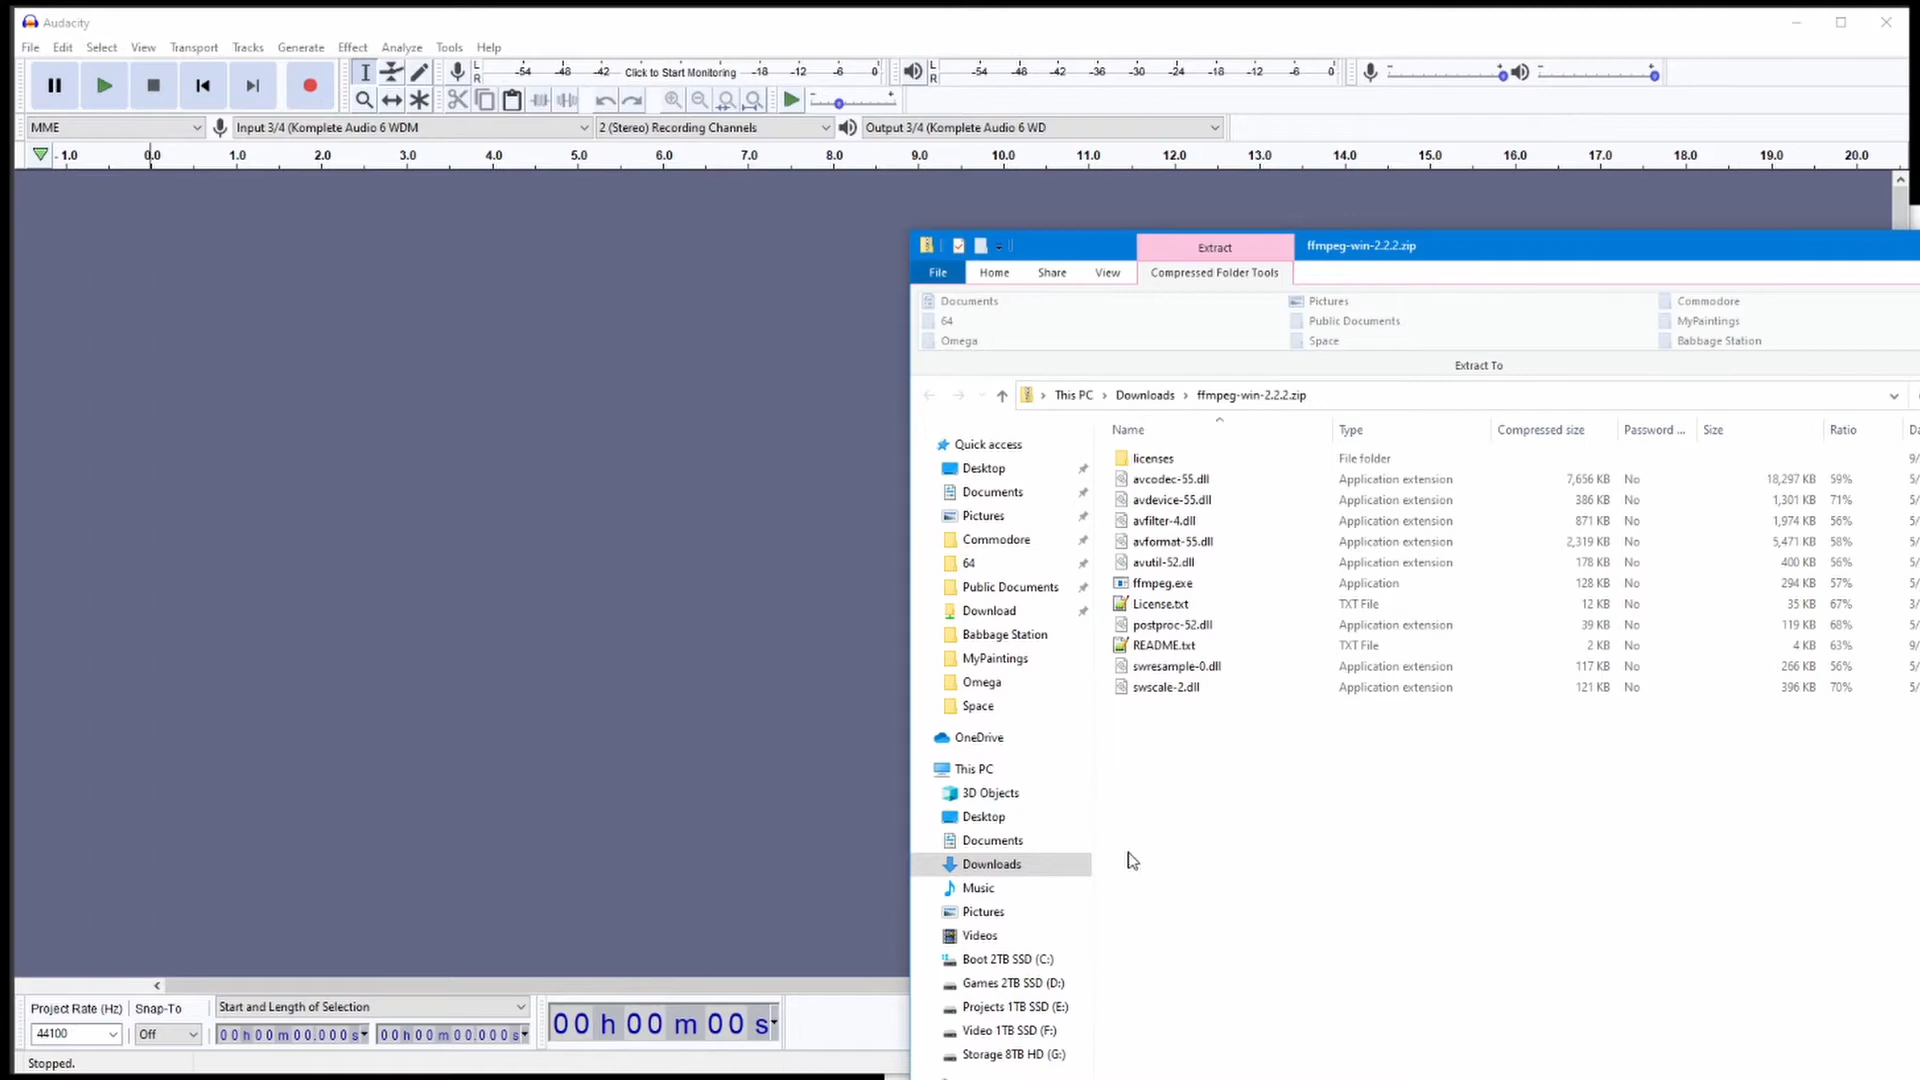 Audacity
File Edit Select View Transport Tracks Generate Effect Analyze Tools Help
L R -54 -48 -42 Click to Start Monitoring -18 -12 -6 0 L R -54 -48 -42 -36 -30 -24 -18 -12 -6 0
MME Input 3/4 (Komplete Audio 6 WDM 2 (Stereo) Recording Channels Output 3/4 (Komplete Audio 6 WD
- 1.0 0.0 1.0 2.0 3.0 4.0 5.0 6.0 7.0 8.0 9.0 10.0 11.0 12.0 13.0 14.0 15.0 16.0 17.0 18.0 19.0 20.0
Extract ffmpeg-win-2.2.2.zip
File Home Share View Compressed Folder Tools
Documents Pictures Commodore
64 Public Documents MyPaintings
Omega Space Babbage Station
Extract To
This PC > Downloads > ffmpeg-win-2.2.2.zip
Name Type Compressed size Password ... Size Ratio Da
Quick access
Desktop
Documents
Pictures
Commodore
64
Public Documents
Download
Babbage Station
MyPaintings
Omega
Space
OneDrive
This PC
3D Objects
Desktop
Documents
Downloads
Music
Pictures
Videos
Boot 2TB SSD (C:)
Games 2TB SSD (D:)
Projects 1TB SSD (E:)
Video 1TB SSD (F:)
Storage 8TB HD (G:)
licenses File folder 9/
avcodec-55.dll Application extension 7,656 KB No 18,297 KB 59% 5/
avdevice-55.dll Application extension 386 KB No 1,301 KB 71% 5/
avfilter-4.dll Application extension 871 KB No 1,974 KB 56% 5/
avformat-55.dll Application extension 2,319 KB No 5,471 KB 58% 5/
avutil-52.dll Application extension 178 KB No 400 KB 56% 5/
ffmpeg.exe Application 128 KB No 294 KB 57% 5/
License.txt TXT File 12 KB No 35 KB 67% 3/
postproc-52.dll Application extension 39 KB No 119 KB 68% 5/
README.txt TXT File 2 KB No 4 KB 63% 9/
swresample-0.dll Application extension 117 KB No 266 KB 56% 5/
swscale-2.dll Application extension 121 KB No 396 KB 70% 5/
Project Rate (Hz) Snap-To Start and Length of Selection
44100 Off 00 h 00 m 00.000 s 00 h 00 m 00.000 s 00 h 00 m 00 s
Stopped.